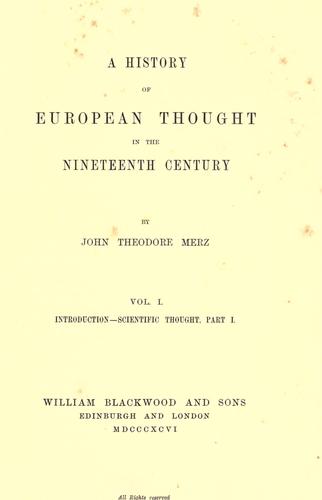 A HISTORY
OF
EUROPEAN THOUGHT
IN THE
NINETEENTH CENTURY
BY
JOHN THEODORE MERZ
VOL. I.
INTRODUCTION—SCIENTIFIC THOUGHT, PART I.
WILLIAM BLACKWOOD AND SONS
EDINBURGH AND LONDON
MDCCCXCVI
All Rights reserved